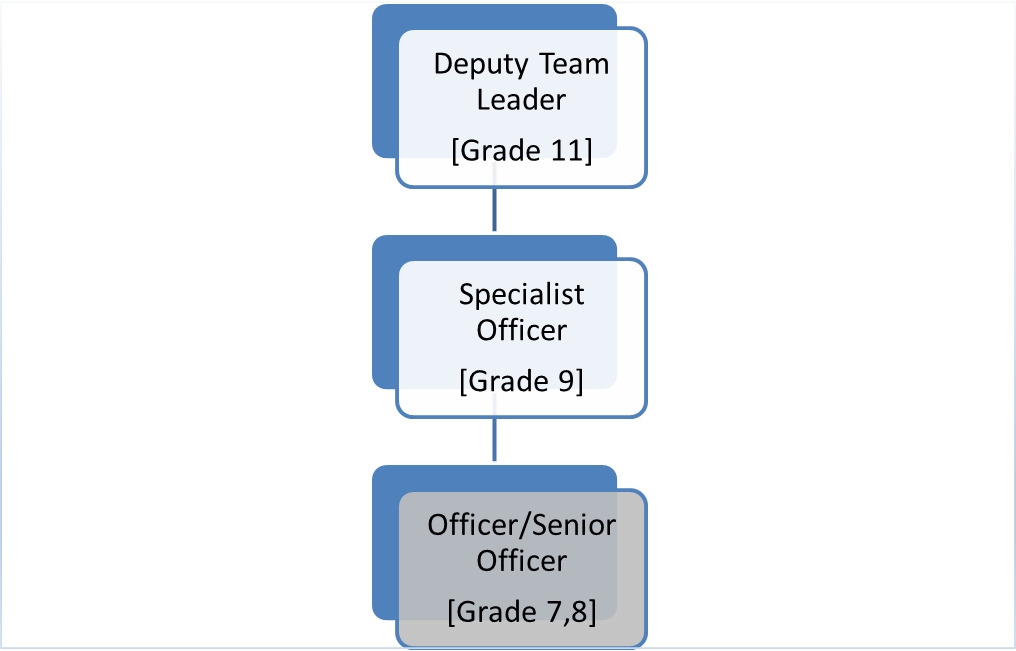 Deputy Team
Leader
[Grade 11]
Specialist
Officer
[Grade 9]
Officer/Senior
Officer
[Grade 7,8]